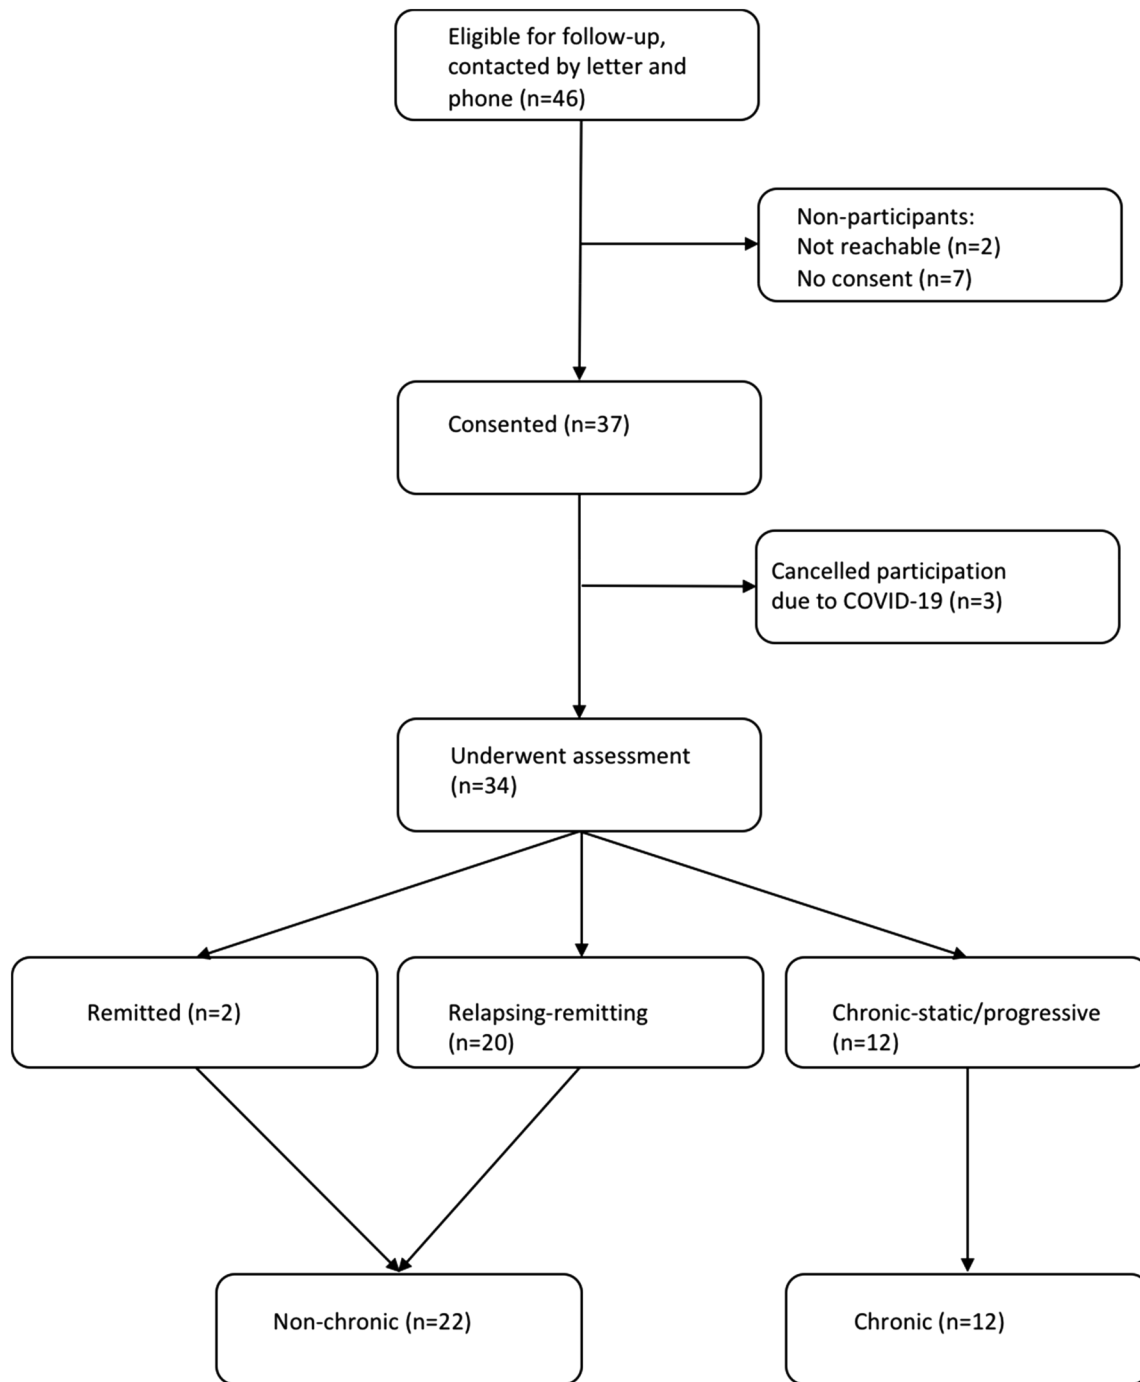 Eligible for follow-up,
contacted by letter and
phone (n=46)
Non-participants:
Not reachable (n=2)
No consent (n=7)
Consented (n=37)
Cancelled participation
due to COVID-19 (n=3)
Underwent assessment
(n=34)
Remitted (n=2)
Relapsing-remitting
(n=20)
Chronic-static/progressive
(n=12)
Non-chronic (n=22)
Chronic (n=12)